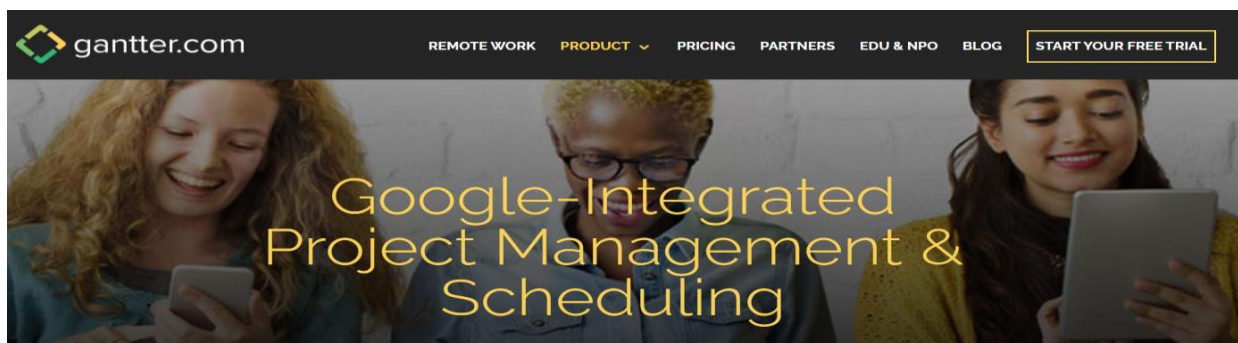 gantter.com REMOTE WORK PRODUCT PRICING PARTNERS EDU & NPO BLOG START YOUR FREE TRIAL
Google-Integrated
Project Management &
Scheduling